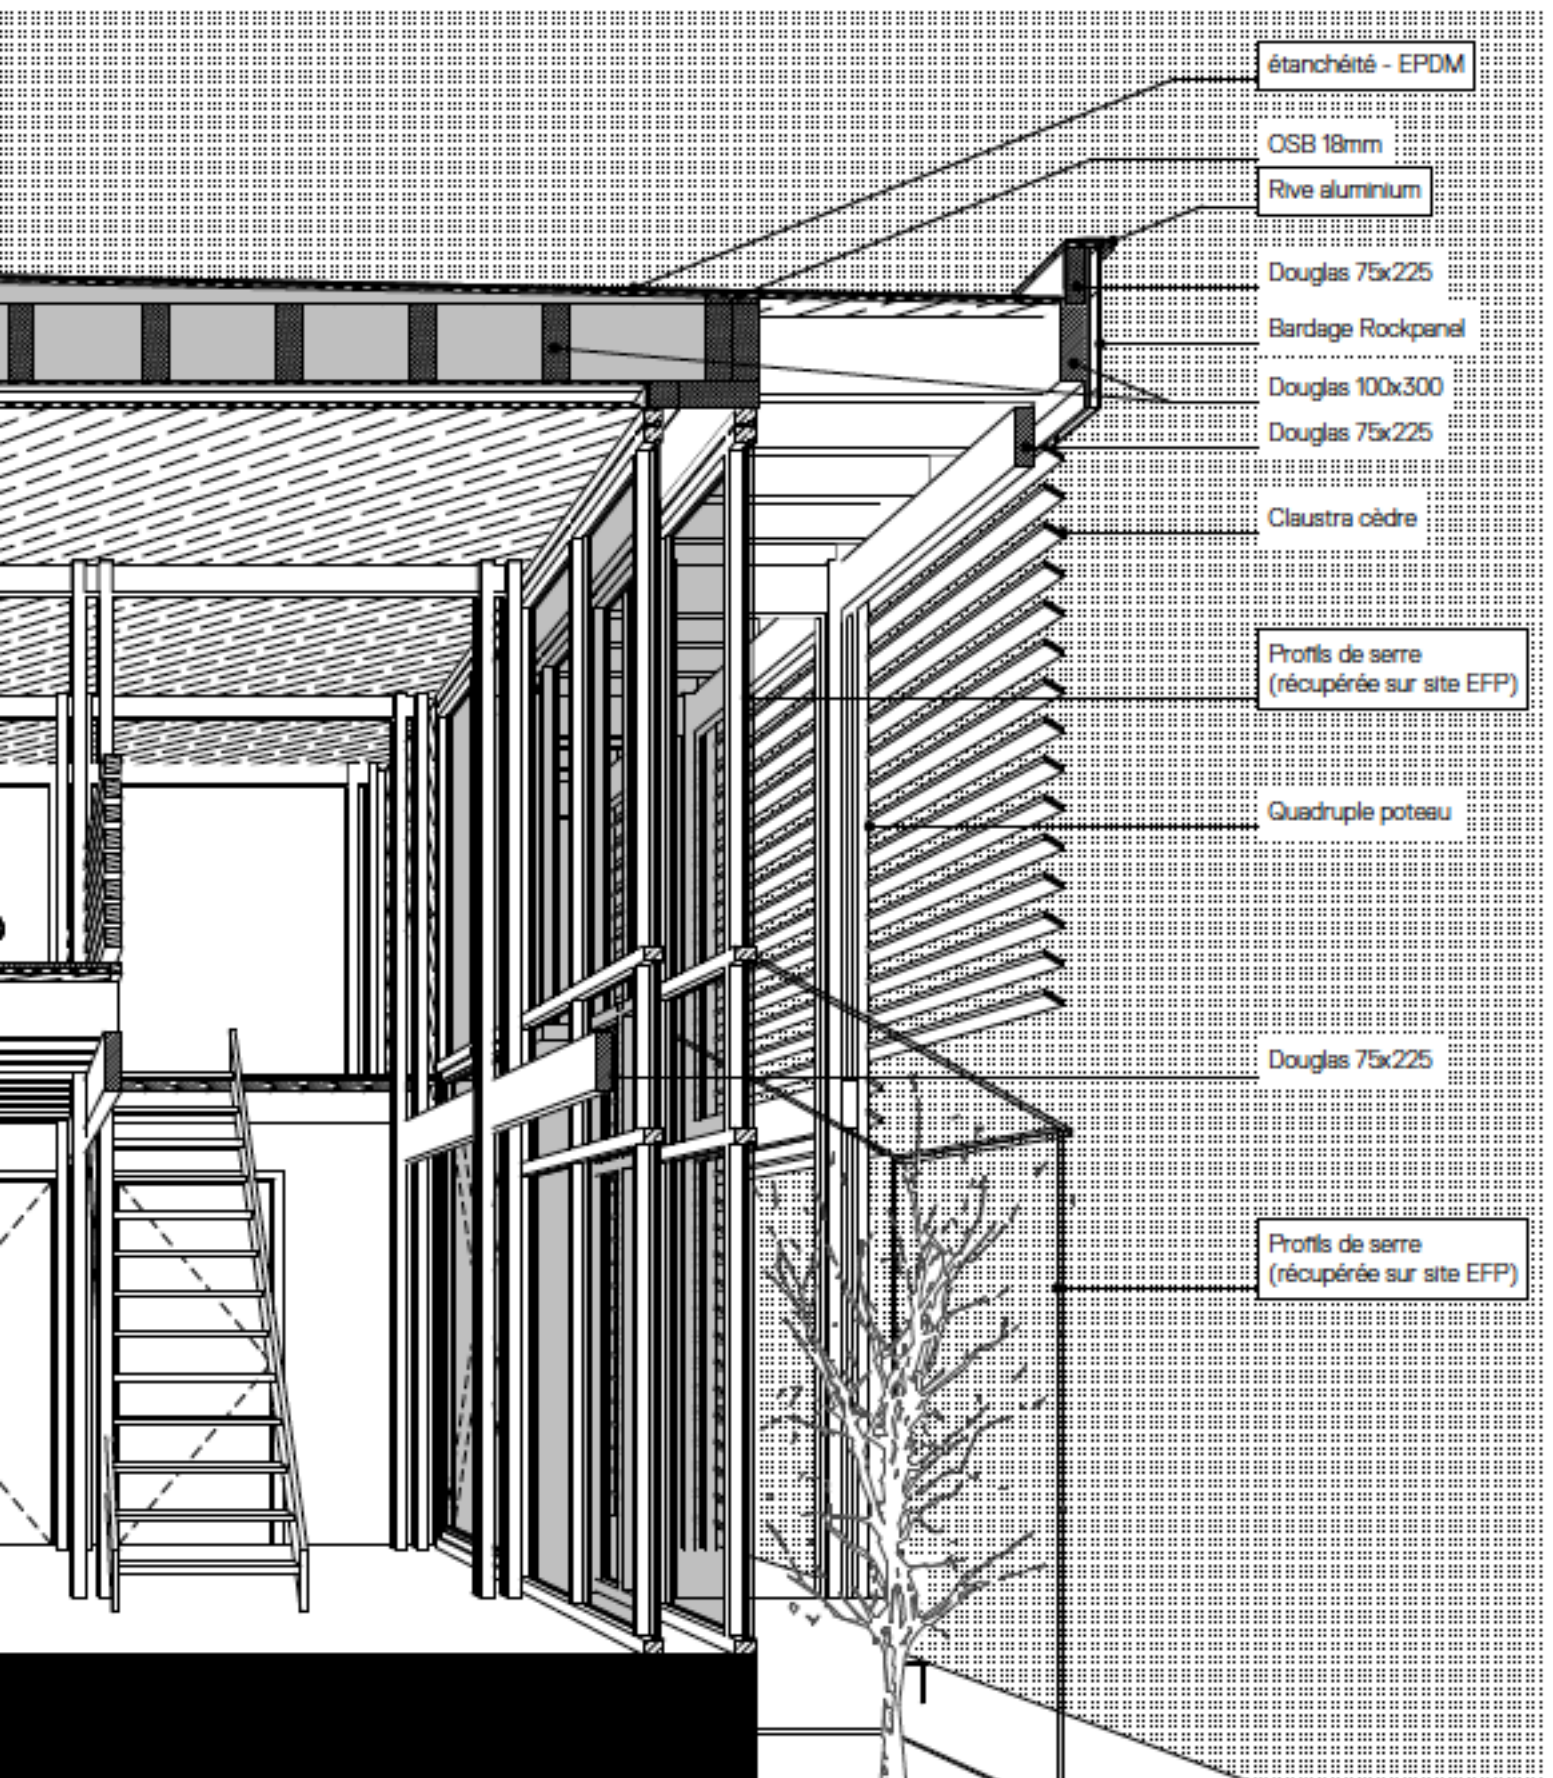 étanchéité - EPDM
OSB 18mm
Rive aluminium
Douglas 75x225
Bardage Rockpanel
Douglas 100x300
Douglas 75x225
Claustra cèdre
Profils de serre
(récupérée sur site EFP)
Quadruple poteau
Douglas 75x225
Profils de serre
(récupérée sur site EFP)